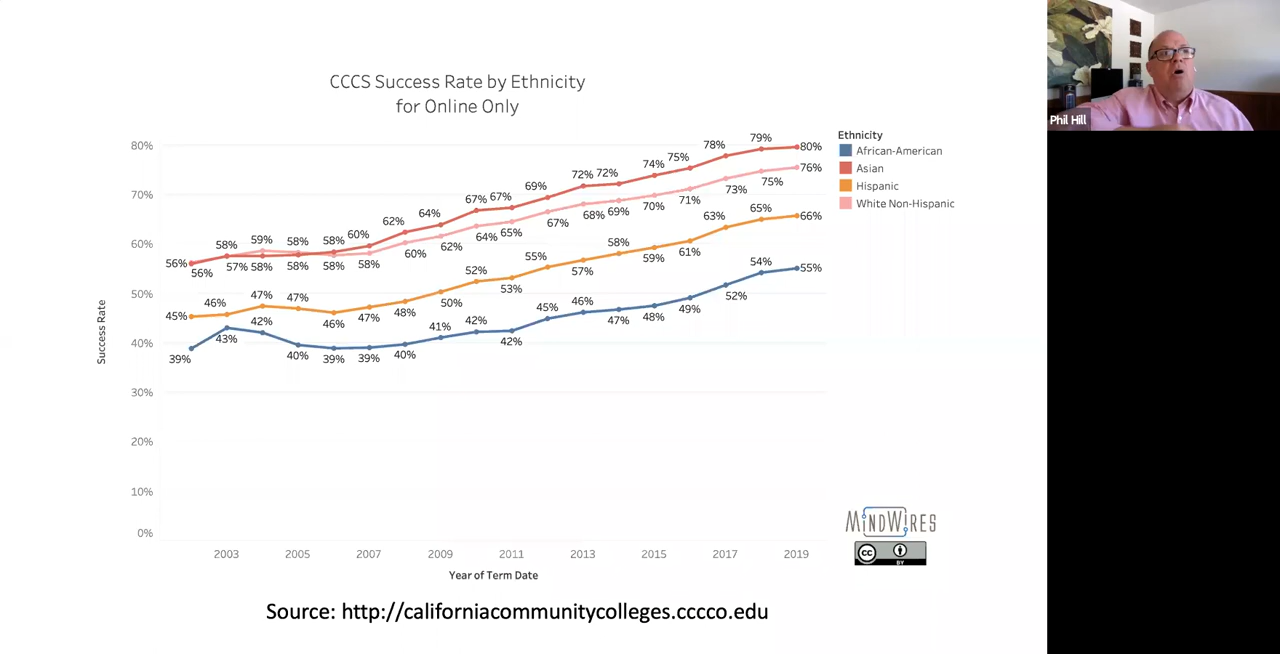 CCCS Success Rate by Ethnicity
for Online Only
Phil Hill
Ethnicity
African-American
Asian
Hispanic
White Non-Hispanic
Success Rate
80%
70%
60%
50%
40%
30%
20%
10%
0%
56% 58% 59% 58% 58% 60% 62% 64% 67% 67% 69% 72% 72% 74% 75% 78% 79% 80%
56% 57% 58% 58% 58% 58% 60% 62% 64% 65% 67% 68% 69% 70% 71% 73% 75% 76%
45% 46% 47% 47% 46% 47% 48% 50% 52% 53% 55% 57% 58% 59% 61% 63% 65% 66%
39% 43% 42% 40% 39% 39% 40% 41% 42% 42% 45% 46% 47% 48% 49% 52% 54% 55%
2003 2005 2007 2009 2011 2013 2015 2017 2019
Year of Term Date
MINDWIRES
CC BY
Source: http://californiacommunitycolleges.cccco.edu